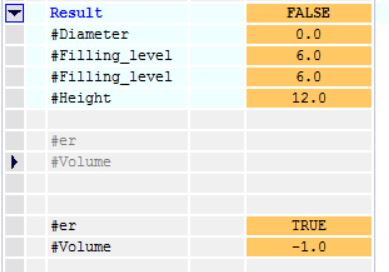 Result FALSE
#Diameter 0.0
#Filling_level 6.0
#Filling_level 6.0
#Height 12.0
#er
#Volume
#er TRUE
#Volume -1.0